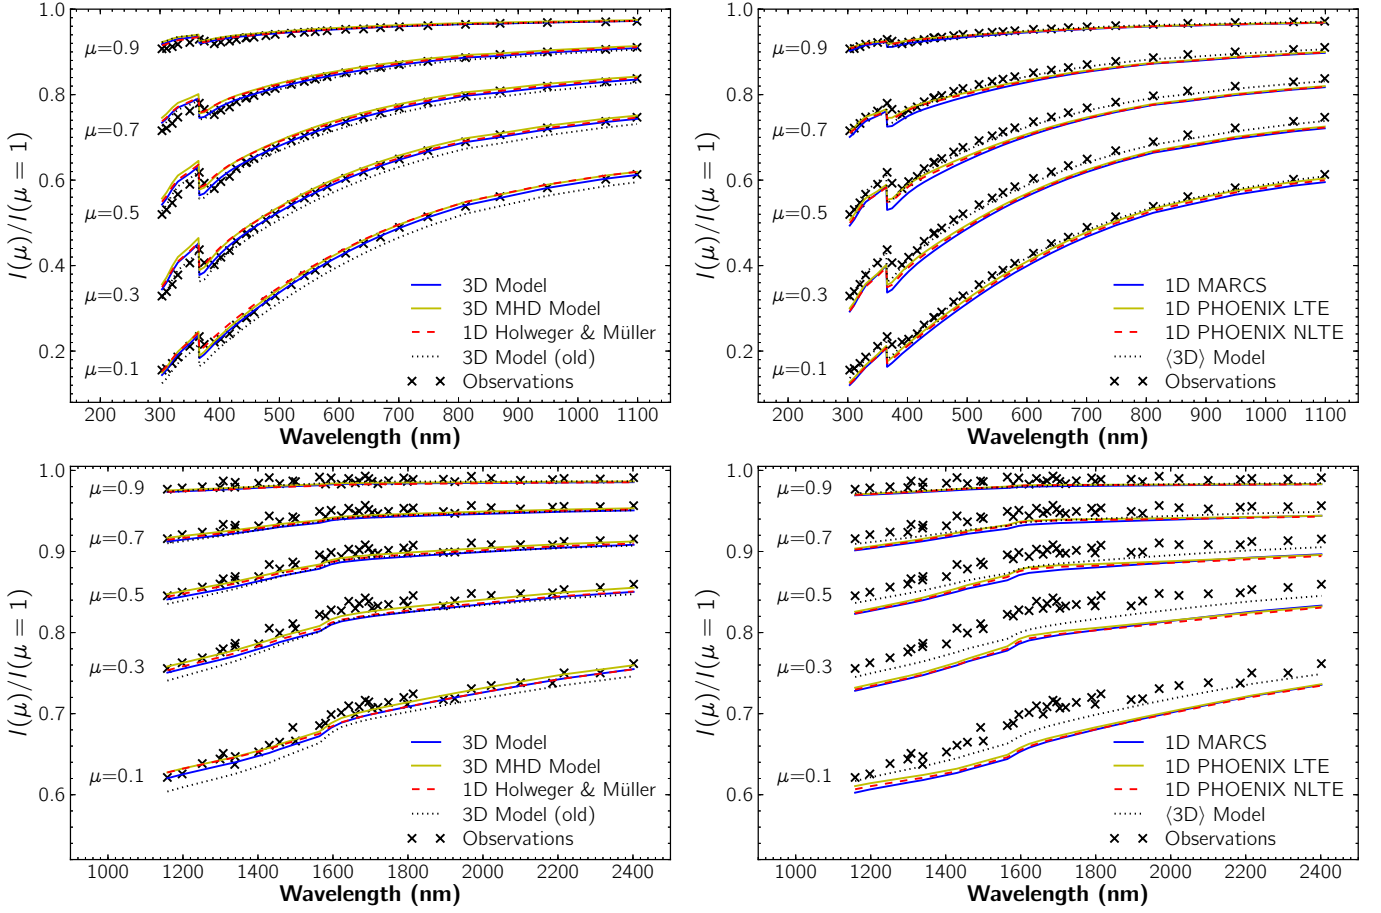 1.0
0.8
0.6
0.4
0.2
I(μ)/I(μ = 1)
μ=0.9
μ=0.7
μ=0.5
μ=0.3
μ=0.1
3D Model
3D MHD Model
1D Holweger & Müller
3D Model (old)
Observations
200 300 400 500 600 700 800 900 1000 1100
Wavelength (nm)
1.0
0.8
0.6
0.4
0.2
I(μ)/I(μ = 1)
μ=0.9
μ=0.7
μ=0.5
μ=0.3
μ=0.1
1D MARCS
1D PHOENIX LTE
1D PHOENIX NLTE
⟨3D⟩ Model
Observations
200 300 400 500 600 700 800 900 1000 1100
Wavelength (nm)
1.0
0.9
0.8
0.7
0.6
I(μ)/I(μ = 1)
μ=0.9
μ=0.7
μ=0.5
μ=0.3
μ=0.1
3D Model
3D MHD Model
1D Holweger & Müller
3D Model (old)
Observations
1000 1200 1400 1600 1800 2000 2200 2400
Wavelength (nm)
1.0
0.9
0.8
0.7
0.6
I(μ)/I(μ = 1)
μ=0.9
μ=0.7
μ=0.5
μ=0.3
μ=0.1
1D MARCS
1D PHOENIX LTE
1D PHOENIX NLTE
⟨3D⟩ Model
Observations
1000 1200 1400 1600 1800 2000 2200 2400
Wavelength (nm)